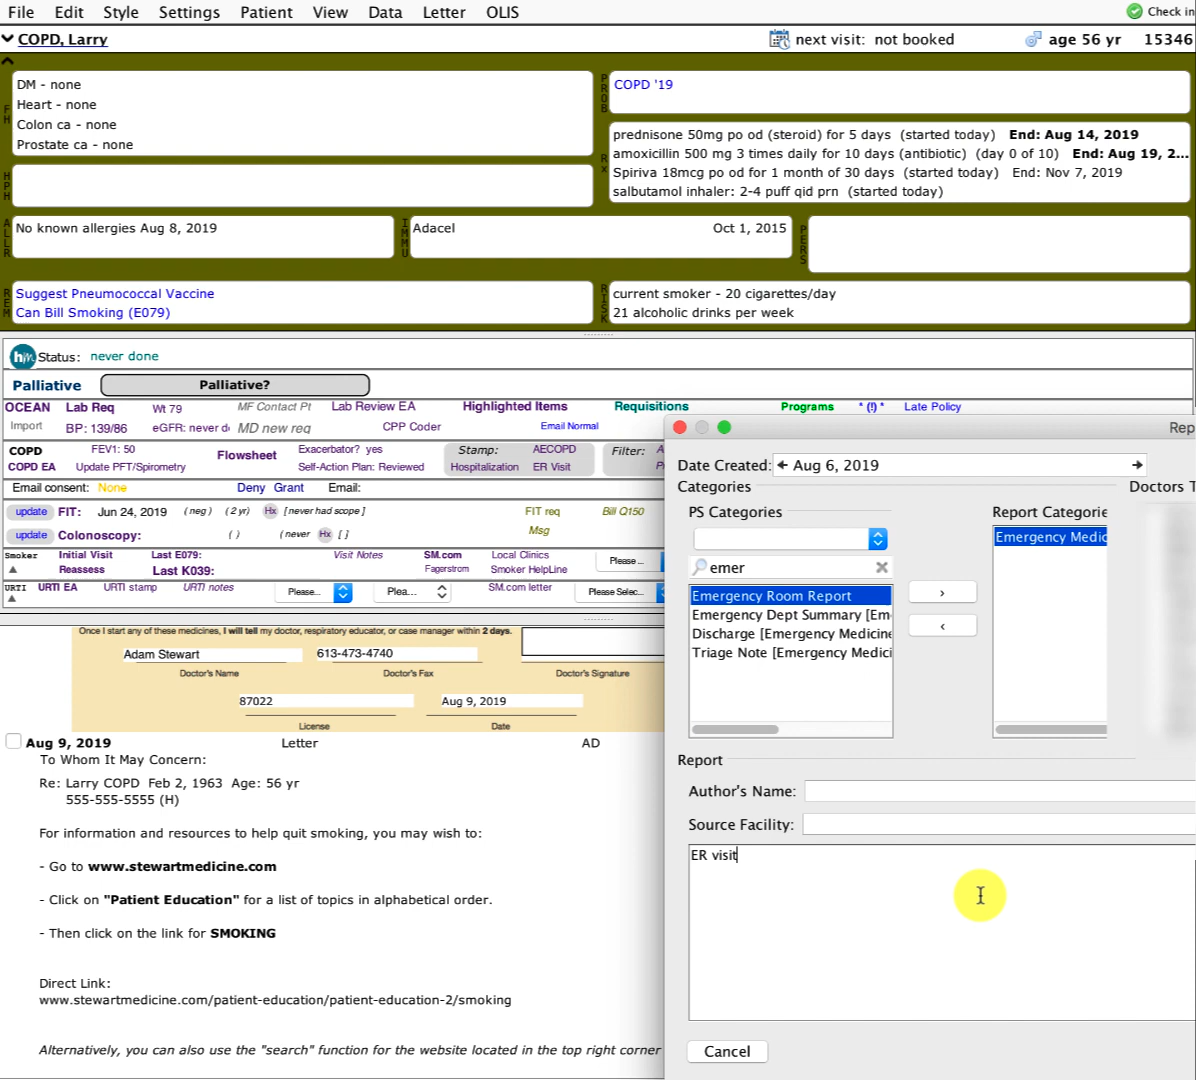 File Edit Style Settings Patient View Data Letter OLIS Check in
COPD, Larry next visit: not booked age 56 yr 15346
FH
DM - none
Heart - none
Colon ca - none
Prostate ca - none
PROB
COPD '19
HPH
Rx
prednisone 50mg po od (steroid) for 5 days (started today) End: Aug 14, 2019
amoxicillin 500 mg 3 times daily for 10 days (antibiotic) (day 0 of 10) End: Aug 19, 2...
Spiriva 18mcg po od for 1 month of 30 days (started today) End: Nov 7, 2019
salbutamol inhaler: 2-4 puff qid prn (started today)
ALLR
No known allergies Aug 8, 2019
IMMU
Adacel Oct 1, 2015
PERS
REM
Suggest Pneumococcal Vaccine
Can Bill Smoking (E079)
RISK
current smoker - 20 cigarettes/day
21 alcoholic drinks per week
hm Status: never done
Palliative Palliative?
OCEAN Lab Req Wt 79 MF Contact Pt Lab Review EA Highlighted Items Requisitions Programs * (!) * Late Policy
Import BP: 139/86 eGFR: never d MD new req CPP Coder Email Normal
COPD FEV1: 50 Flowsheet Exacerbator? yes Stamp: AECOPD Filter: A
COPD EA Update PFT/Spirometry Self-Action Plan: Reviewed Hospitalization ER Visit P
Email consent: None Deny Grant Email:
update FIT: Jun 24, 2019 (neg) (2 yr) Hx [never had scope] FIT req Bill Q150
update Colonoscopy: ( ) (never Hx [ ] Msg
Smoker Initial Visit Last E079: Visit Notes SM.com Local Clinics Please ...
Reassess Last K039: Fagerstrom Smoker HelpLine
URTI URTI EA URTI stamp URTI notes Please... Plea... SM.com letter Please Selec...
Once I start any of these medicines, I will tell my doctor, respiratory educator, or case manager within 2 days.
Adam Stewart 613-473-4740
Doctor's Name Doctor's Fax Doctor's Signature
87022 Aug 9, 2019
License Date
Aug 9, 2019 Letter AD
To Whom It May Concern:
Re: Larry COPD Feb 2, 1963 Age: 56 yr
555-555-5555 (H)
For information and resources to help quit smoking, you may wish to:
- Go to www.stewartmedicine.com
- Click on "Patient Education" for a list of topics in alphabetical order.
- Then click on the link for SMOKING
Direct Link:
www.stewartmedicine.com/patient-education/patient-education-2/smoking
Alternatively, you can also use the "search" function for the website located in the top right corner
Rep
Date Created: Aug 6, 2019
Categories Doctors T
PS Categories Report Categorie
emer
Emergency Room Report
Emergency Dept Summary [Em
Discharge [Emergency Medicine
Triage Note [Emergency Medici
>
<
Emergency Medic
Report
Author's Name:
Source Facility:
ER visit
Cancel